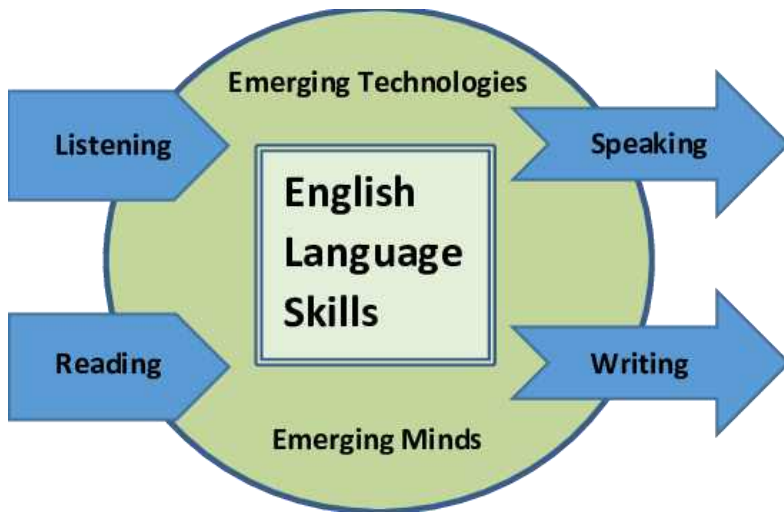 Emerging Technologies
Listening
Speaking
English
Language
Skills
Reading
Writing
Emerging Minds